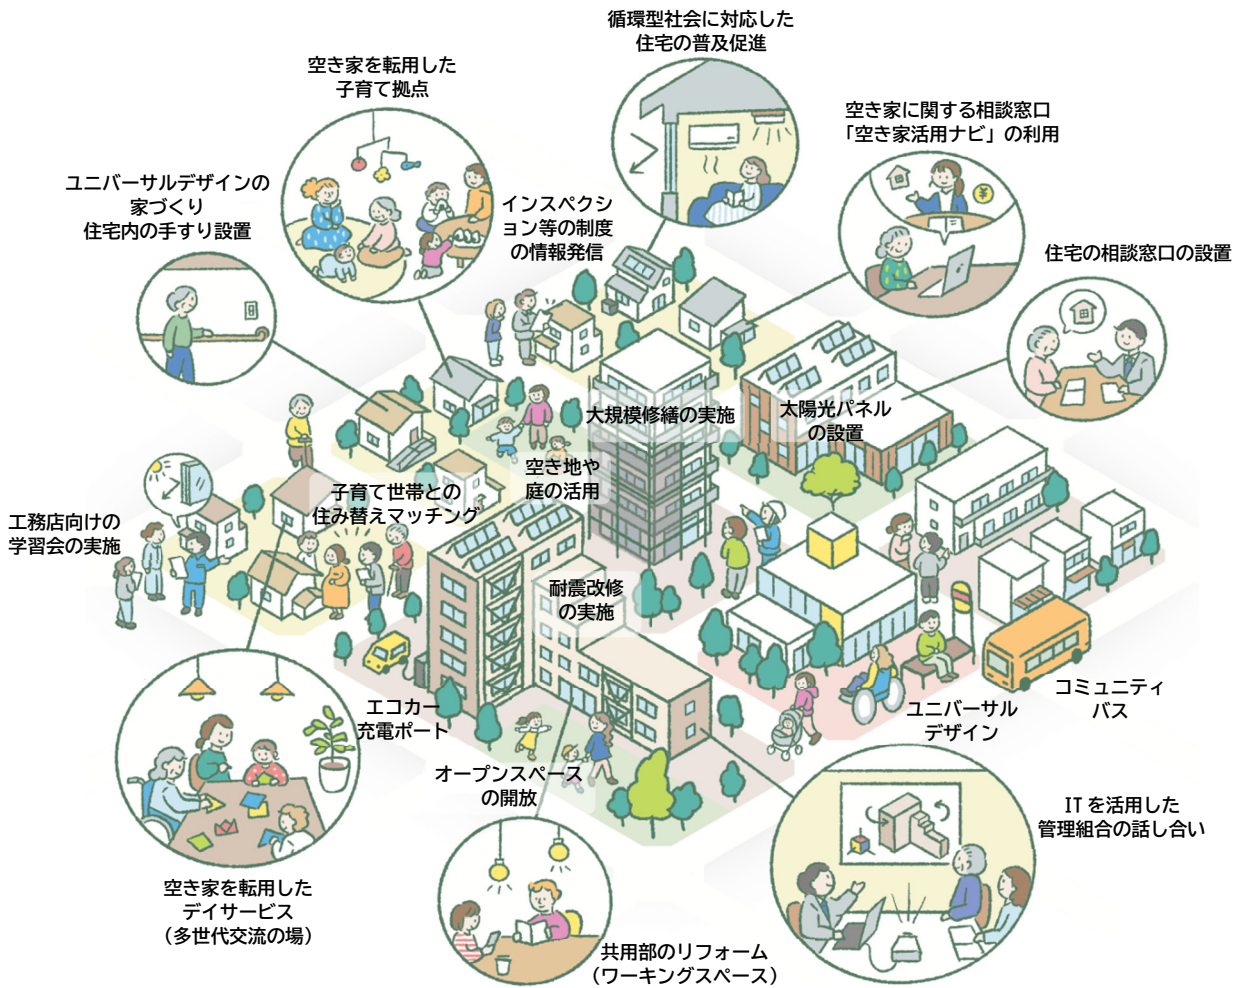 循環型社会に対応した
住宅の普及促進
空き家を転用した
子育て拠点
空き家に関する相談窓口
「空き家活用ナビ」の利用
ユニバーサルデザインの
家づくり
住宅内の手すり設置
インスペクシ
ョン等の制度
の情報発信
住宅の相談窓口の設置
大規模修繕の実施
太陽光パネル
の設置
空き地や
庭の活用
子育て世帯との
住み替えマッチング
工務店向けの
学習会の実施
耐震改修
の実施
エコカー
充電ポート
コミュニティ
バス
ユニバーサル
デザイン
オープンスペース
の開放
ITを活用した
管理組合の話し合い
空き家を転用した
デイサービス
（多世代交流の場）
共用部のリフォーム
（ワーキングスペース）
¥